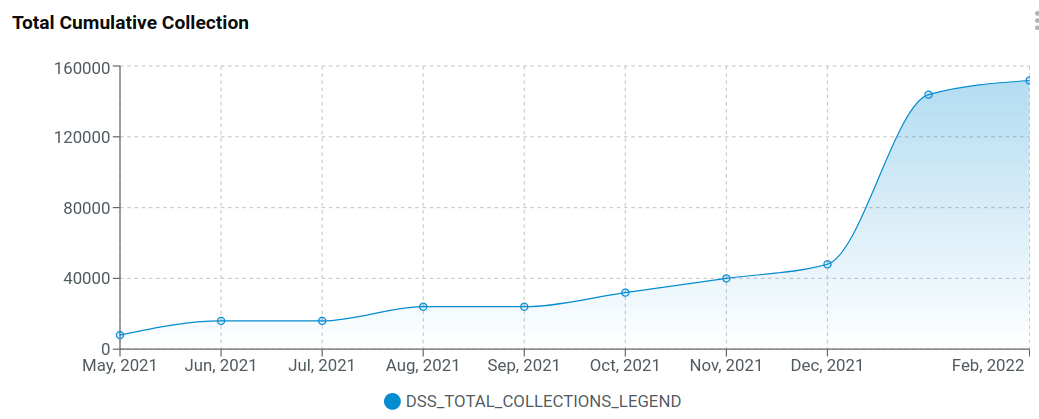 Total Cumulative Collection
160000
120000
80000
40000
0
May, 2021 Jun, 2021 Jul, 2021 Aug, 2021 Sep, 2021 Oct, 2021 Nov, 2021 Dec, 2021 Feb, 2022
DSS_TOTAL_COLLECTIONS_LEGEND